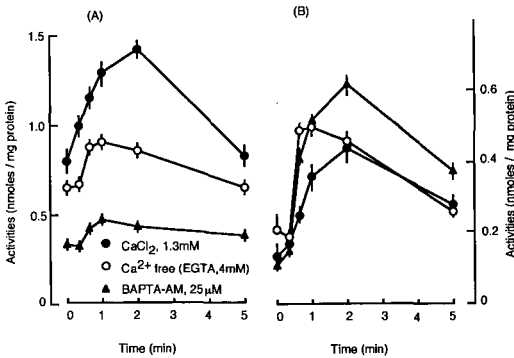 (A)
(B)
Activities (nmoles / mg protein)
1.5
1.0
0.5
0
0 1 2 3 4 5
Time (min)
CaCl₂, 1.3mM
Ca²⁺ free (EGTA,4mM)
BAPTA-AM, 25µM
0 1 2 3 4 5
Time (min)
0.6
0.4
0.2
0
Activities (nmoles / mg protein)